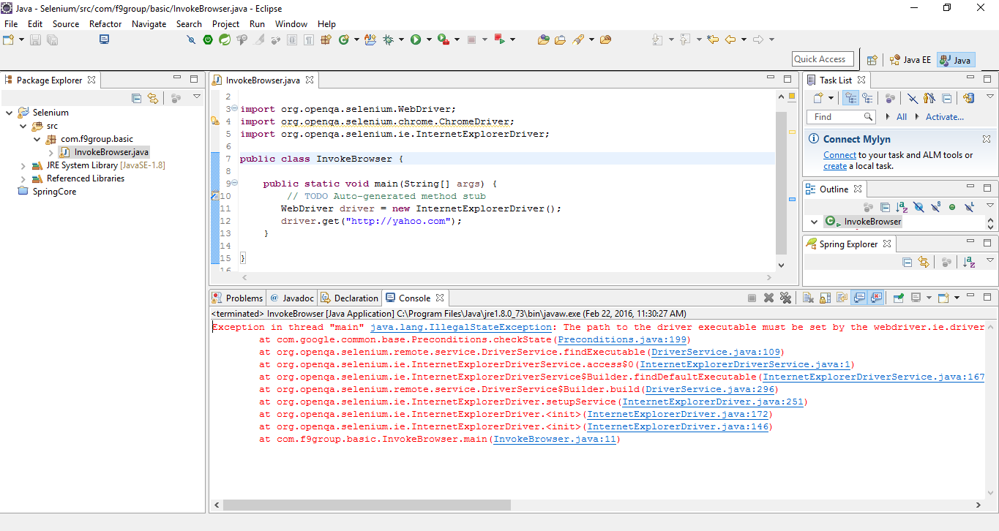 Java - Selenium/src/com/f9group/basic/InvokeBrowser.java - Eclipse
File Edit Source Refactor Navigate Search Project Run Window Help
Quick Access
Java EE
Java
Package Explorer
Selenium
src
com.f9group.basic
InvokeBrowser.java
JRE System Library [JavaSE-1.8]
Referenced Libraries
SpringCore
InvokeBrowser.java
2
3 import org.openqa.selenium.WebDriver;
4 import org.openqa.selenium.chrome.ChromeDriver;
5 import org.openqa.selenium.ie.InternetExplorerDriver;
6
7 public class InvokeBrowser {
8
9 public static void main(String[] args) {
10 // TODO Auto-generated method stub
11 WebDriver driver = new InternetExplorerDriver();
12 driver.get("http://yahoo.com");
13 }
14
15 }
16
Task List
Find
All
Activate...
Connect Mylyn
Connect to your task and ALM tools or
create a local task.
Outline
InvokeBrowser
Spring Explorer
Problems @ Javadoc Declaration Console
<terminated> InvokeBrowser [Java Application] C:\Program Files\Java\jre1.8.0_73\bin\javaw.exe (Feb 22, 2016, 11:30:27 AM)
Exception in thread "main" java.lang.IllegalStateException: The path to the driver executable must be set by the webdriver.ie.driver
at com.google.common.base.Preconditions.checkState(Preconditions.java:199)
at org.openqa.selenium.remote.service.DriverService.findExecutable(DriverService.java:109)
at org.openqa.selenium.ie.InternetExplorerDriverService.access$0(InternetExplorerDriverService.java:1)
at org.openqa.selenium.ie.InternetExplorerDriverService$Builder.findDefaultExecutable(InternetExplorerDriverService.java:167
at org.openqa.selenium.remote.service.DriverService$Builder.build(DriverService.java:296)
at org.openqa.selenium.ie.InternetExplorerDriver.setupService(InternetExplorerDriver.java:251)
at org.openqa.selenium.ie.InternetExplorerDriver.<init>(InternetExplorerDriver.java:172)
at org.openqa.selenium.ie.InternetExplorerDriver.<init>(InternetExplorerDriver.java:146)
at com.f9group.basic.InvokeBrowser.main(InvokeBrowser.java:11)